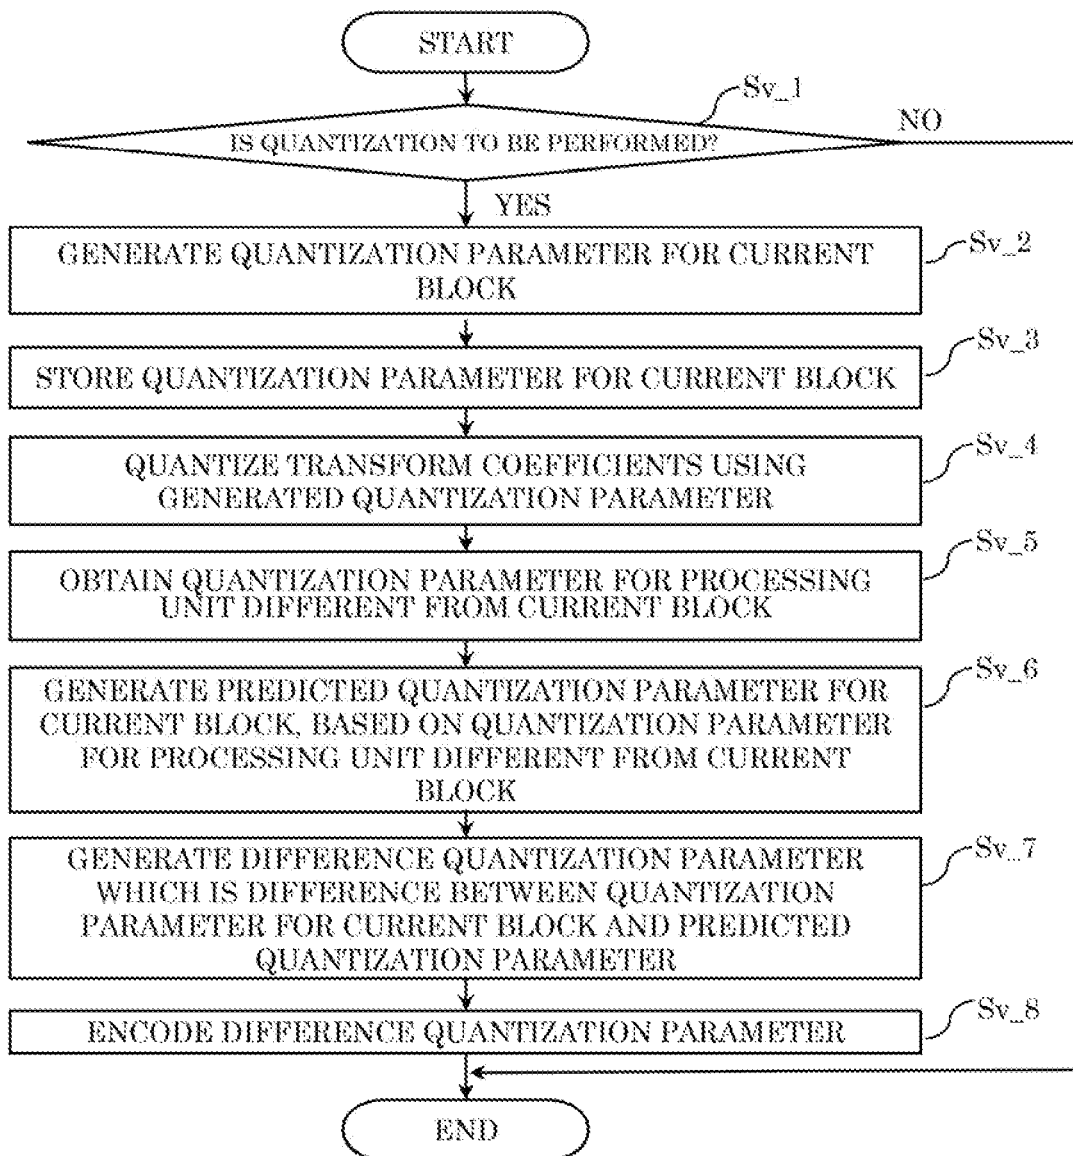 START
Sv_1
NO
IS QUANTIZATION TO BE PERFORMED?
YES
Sv_2
GENERATE QUANTIZATION PARAMETER FOR CURRENT
BLOCK
Sv_3
STORE QUANTIZATION PARAMETER FOR CURRENT BLOCK
Sv_4
QUANTIZE TRANSFORM COEFFICIENTS USING
GENERATED QUANTIZATION PARAMETER
Sv_5
OBTAIN QUANTIZATION PARAMETER FOR PROCESSING
UNIT DIFFERENT FROM CURRENT BLOCK
Sv_6
GENERATE PREDICTED QUANTIZATION PARAMETER FOR
CURRENT BLOCK, BASED ON QUANTIZATION PARAMETER
FOR PROCESSING UNIT DIFFERENT FROM CURRENT
BLOCK
Sv_7
GENERATE DIFFERENCE QUANTIZATION PARAMETER
WHICH IS DIFFERENCE BETWEEN QUANTIZATION
PARAMETER FOR CURRENT BLOCK AND PREDICTED
QUANTIZATION PARAMETER
Sv_8
ENCODE DIFFERENCE QUANTIZATION PARAMETER
END